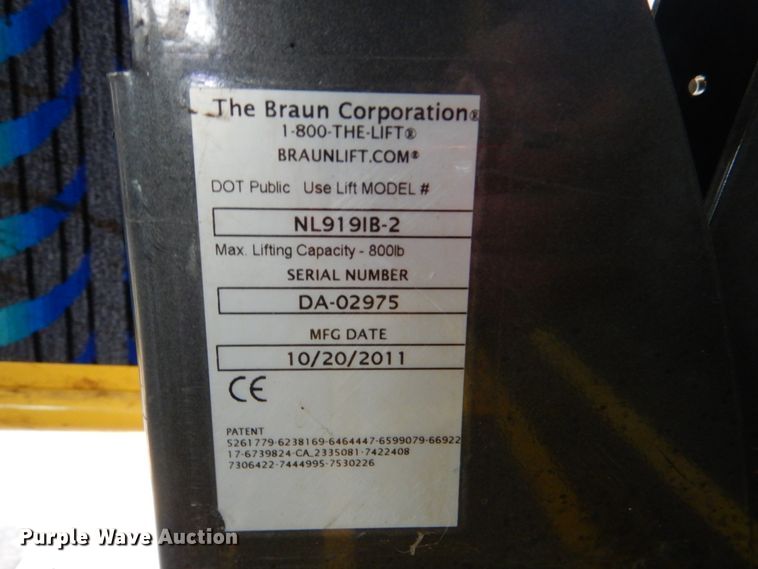 The Braun Corporation®
1-800-THE-LIFT®
BRAUNLIFT.COM®
DOT Public Use Lift MODEL #
NL919IB-2
Max. Lifting Capacity - 800lb
SERIAL NUMBER
DA-02975
MFG DATE
10/20/2011
CE
PATENT
5261779-6238169-6464447-6599079-66922
17-6739824-CA_2335081-7422408
7306422-7444995-7530226
Purple Wave Auction